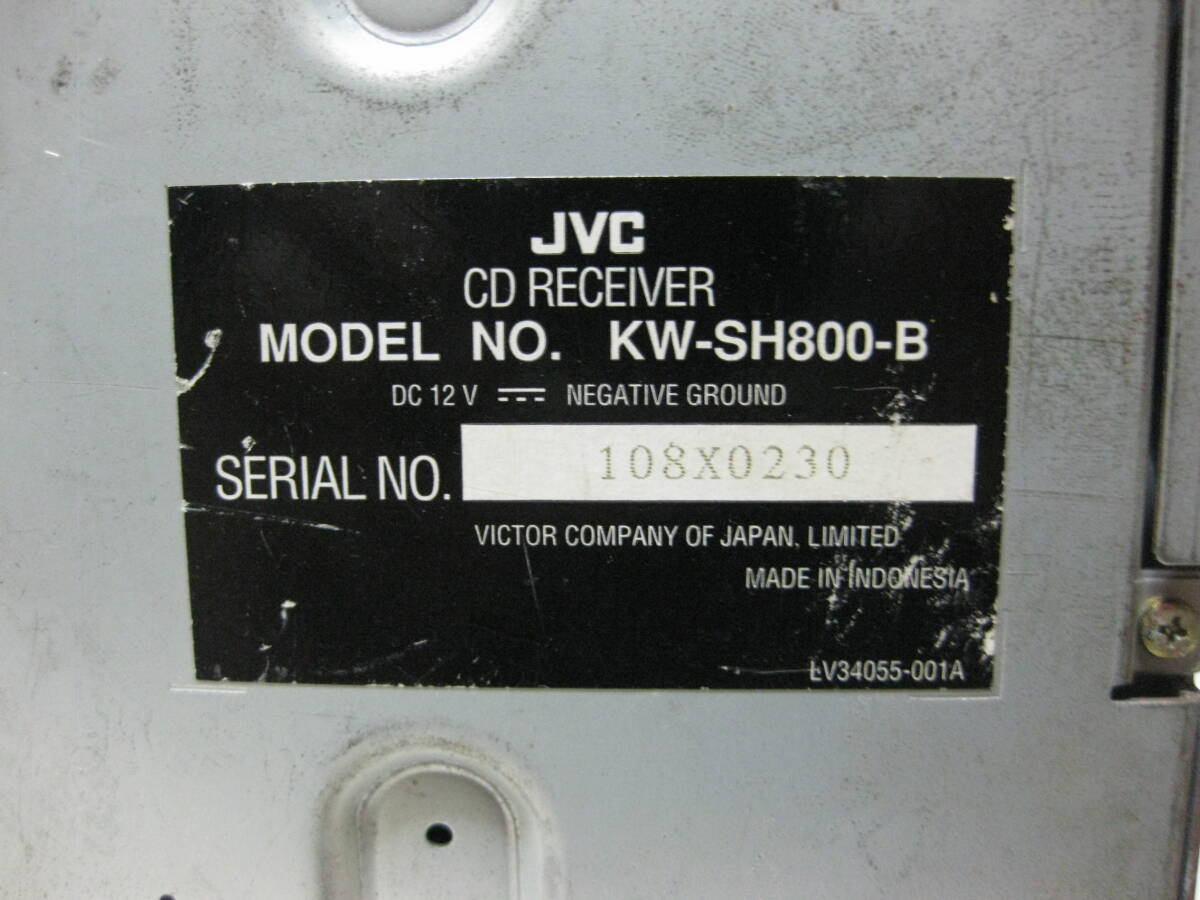 JVC
CD RECEIVER
MODEL NO. KW-SH800-B
DC 12 V NEGATIVE GROUND
SERIAL NO. 108X0230
VICTOR COMPANY OF JAPAN, LIMITED
MADE IN INDONESIA
LV34055-001A